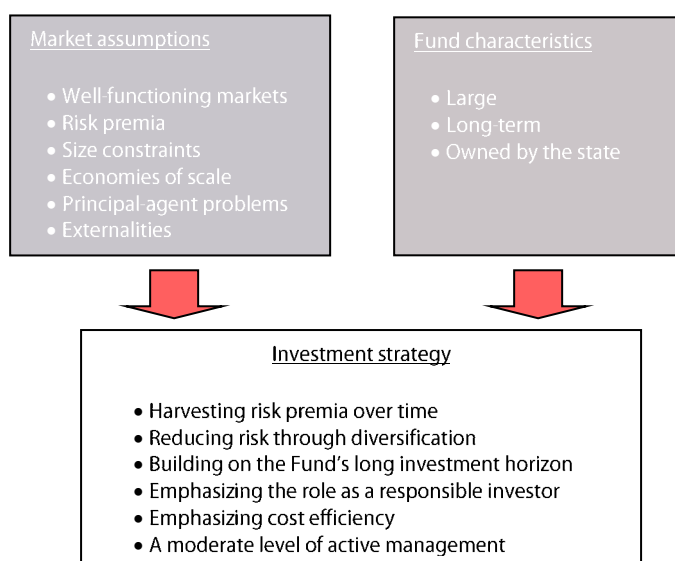 Market assumptions
• Well-functioning markets
• Risk premia
• Size constraints
• Economies of scale
• Principal-agent problems
• Externalities
Fund characteristics
• Large
• Long-term
• Owned by the state
Investment strategy
• Harvesting risk premia over time
• Reducing risk through diversification
• Building on the Fund's long investment horizon
• Emphasizing the role as a responsible investor
• Emphasizing cost efficiency
• A moderate level of active management